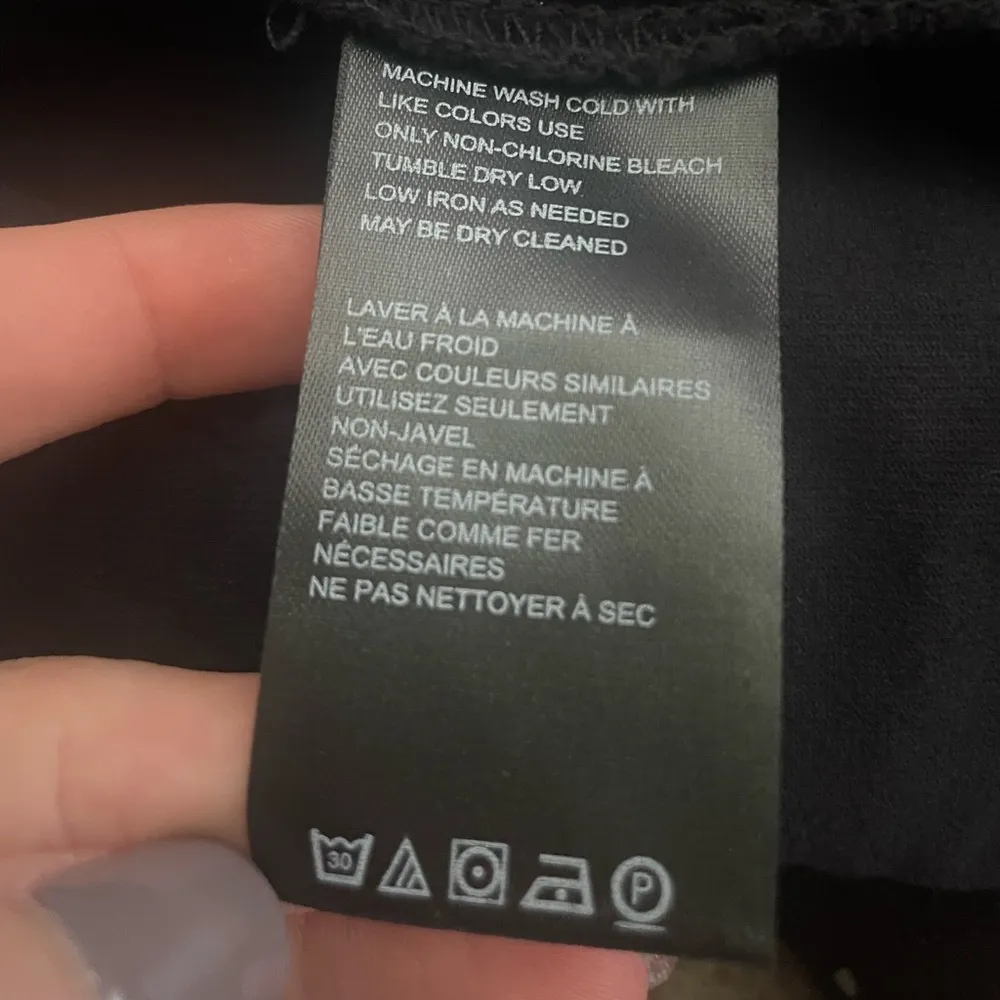 MACHINE WASH COLD WITH
LIKE COLORS USE
ONLY NON-CHLORINE BLEACH
TUMBLE DRY LOW
LOW IRON AS NEEDED
MAY BE DRY CLEANED
LAVER À LA MACHINE À
L'EAU FROID
AVEC COULEURS SIMILAIRES
UTILISEZ SEULEMENT
NON-JAVEL
SÉCHAGE EN MACHINE À
BASSE TEMPÉRATURE
FAIBLE COMME FER
NÉCESSAIRES
NE PAS NETTOYER À SEC
30 P